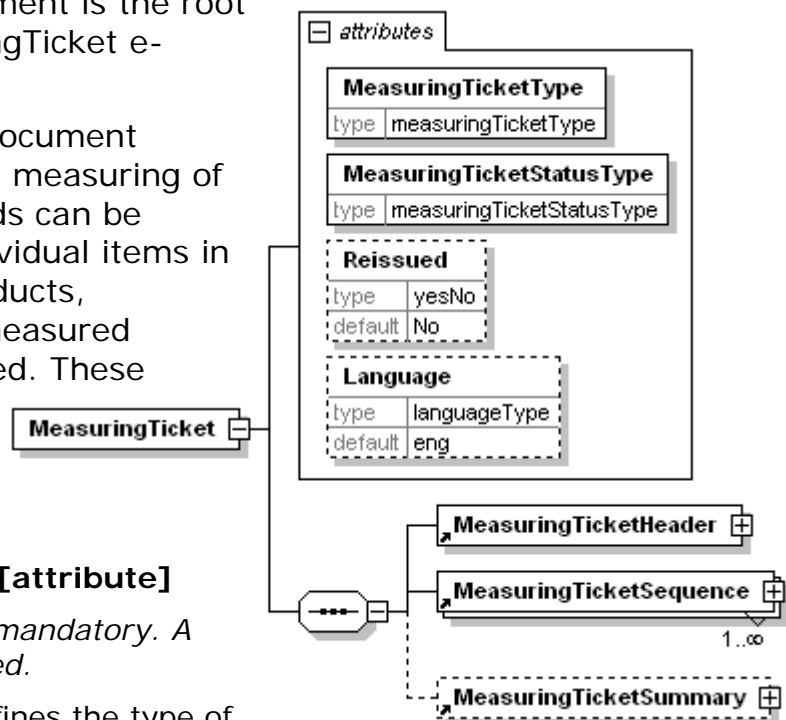 ment is the root
ngTicket e-
ocument
measuring of
ds can be
vidual items in
ducts,
measured
ed. These
[attribute]
mandatory. A
ed.
fines the type of
attributes
MeasuringTicketType
type measuringTicketType
MeasuringTicketStatusType
type measuringTicketStatusType
Reissued
type yesNo
default No
Language
type languageType
default eng
MeasuringTicket
MeasuringTicketHeader
MeasuringTicketSequence
1..∞
MeasuringTicketSummary